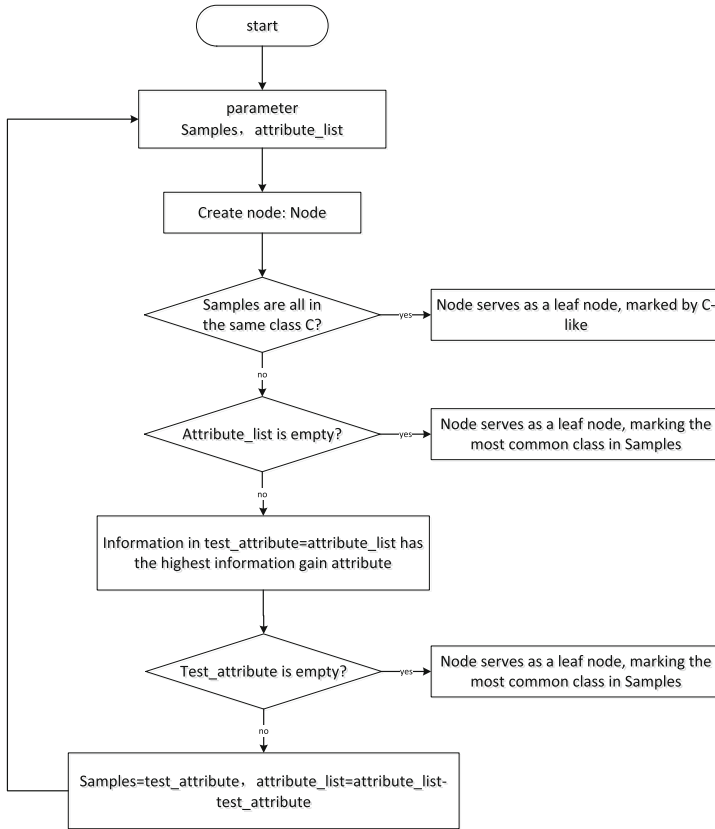 start
parameter
Samples，attribute_list
Create node: Node
Samples are all in
the same class C?
yes
Node serves as a leaf node, marked by C-
like
no
Attribute_list is empty?
yes
Node serves as a leaf node, marking the
most common class in Samples
no
Information in test_attribute=attribute_list has
the highest information gain attribute
Test_attribute is empty?
yes
Node serves as a leaf node, marking the
most common class in Samples
no
Samples=test_attribute，attribute_list=attribute_list-
test_attribute